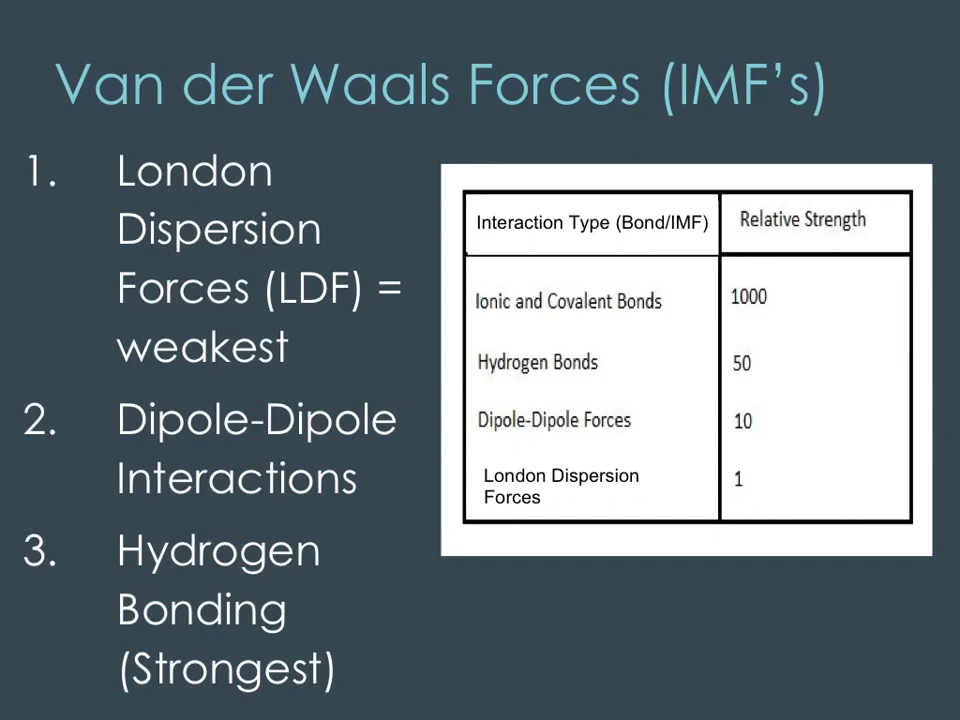 Van der Waals Forces (IMF's)
1. London
Dispersion
Forces (LDF) =
weakest
2. Dipole-Dipole
Interactions
3. Hydrogen
Bonding
(Strongest)
Interaction Type (Bond/IMF) Relative Strength
Ionic and Covalent Bonds 1000
Hydrogen Bonds 50
Dipole-Dipole Forces 10
London Dispersion
Forces 1